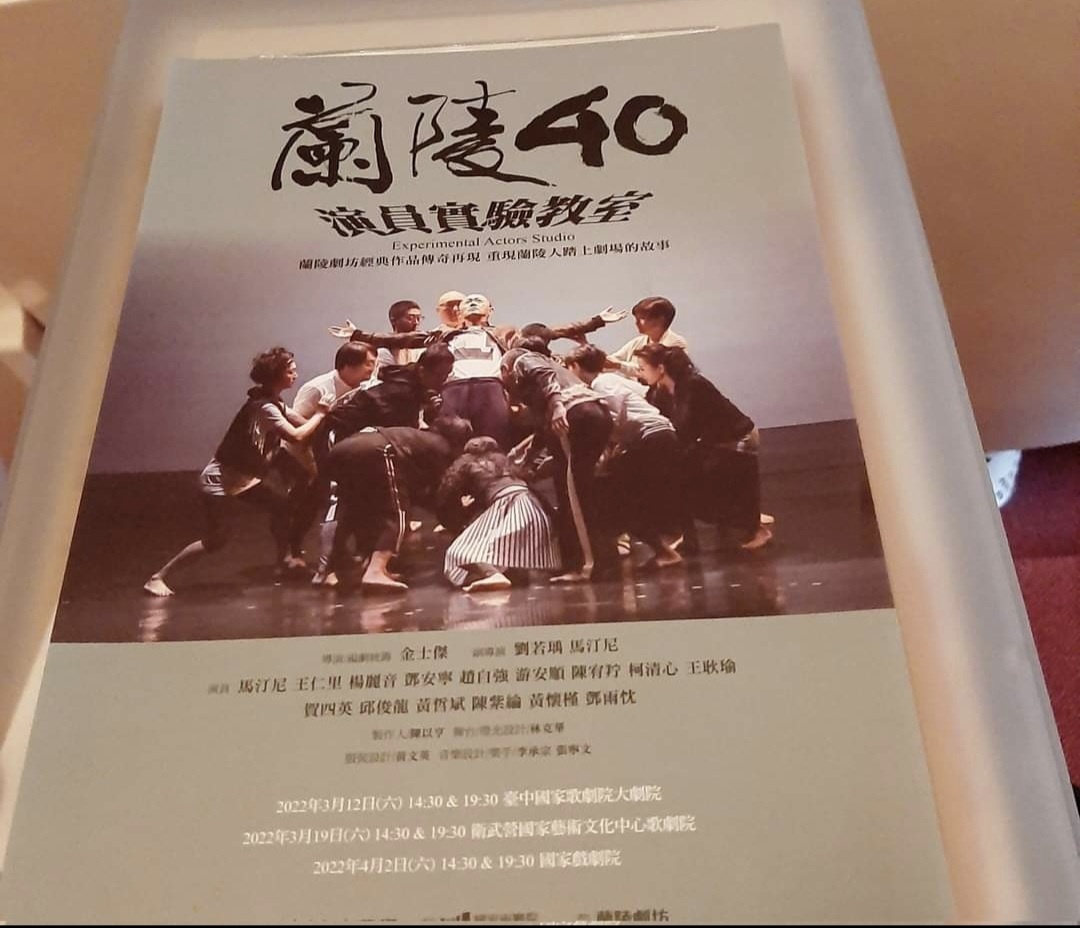 蘭陵40
演員實驗教室
Experimental Actors Studio
蘭陵劇坊經典作品傳奇再現 重現蘭陵人踏上劇場的故事
導演/編劇統籌 金士傑 副導演 劉若瑀 馬汀尼
演員 馬汀尼 王仁里 楊麗音 鄧安寧 趙自強 游安順 陳宥柠 柯清心 王耿瑜
賀四英 邱俊龍 黃哲斌 陳紫綸 黃懷槿 鄧雨忱
製作人/陳以亨 舞台/燈光設計/林克華
服裝設計/黃文英 音樂設計/樂手/李承宗 張寧文
2022年3月12日(六) 14:30 & 19:30 臺中國家歌劇院大劇院
2022年3月19日(六) 14:30 & 19:30 衛武營國家藝術文化中心歌劇院
2022年4月2日(六) 14:30 & 19:30 國家戲劇院
蘭陵劇坊